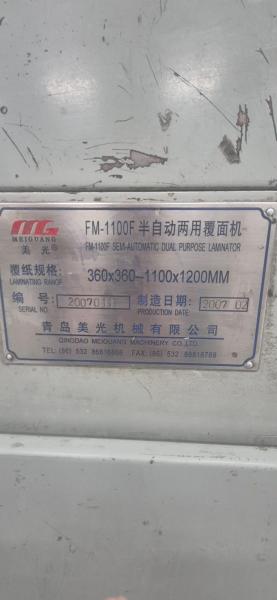 MG
MEIGUANG
美光®
FM-1100F 半自动两用覆面机
FM-1100F SEMI-AUTOMATIC DUAL PURPOSE LAMINATOR
覆纸规格: 360x360-1100x1200MM
LAMINATING RANGE
编号: 制造日期: 2007 02
SERIAL NO. PRODUCTION DATE
青岛美光机械有限公司
QINGDAO MEIGUANG MACHINERY CO.LTD